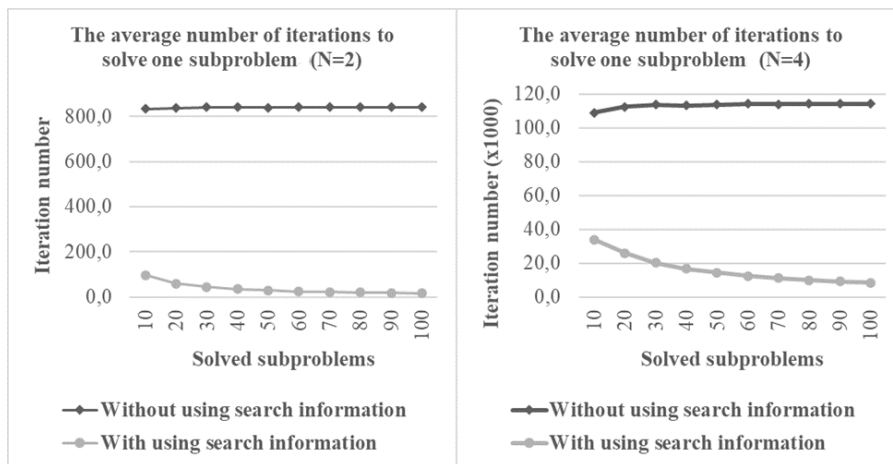 The average number of iterations to
solve one subproblem (N=2)
Iteration number
800,0
600,0
400,0
200,0
0,0
10
20
30
40
50
60
70
80
90
100
Solved subproblems
Without using search information
With using search information
The average number of iterations to
solve one subproblem (N=4)
Iteration number (x1000)
120,0
100,0
80,0
60,0
40,0
20,0
0,0
10
20
30
40
50
60
70
80
90
100
Solved subproblems
Without using search information
With using search information